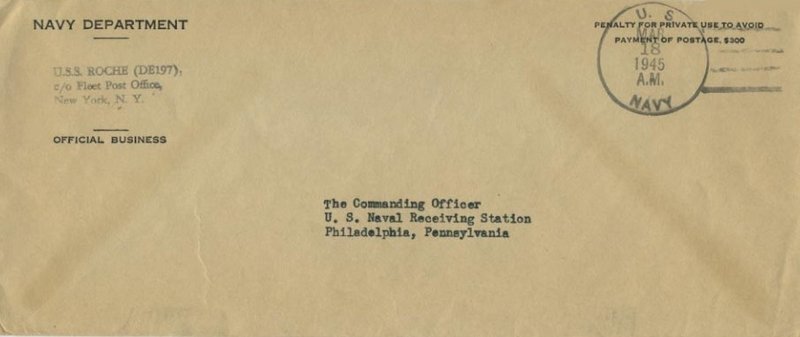 NAVY DEPARTMENT
U.S.S. ROCHE (DE197),
c/o Fleet Post Office,
New York, N. Y.
OFFICIAL BUSINESS
PENALTY FOR PRIVATE USE TO AVOID
PAYMENT OF POSTAGE, $300
U. S.
MAR
18
1945
A.M.
NAVY
The Commanding Officer
U. S. Naval Receiving Station
Philadelphia, Pennsylvania